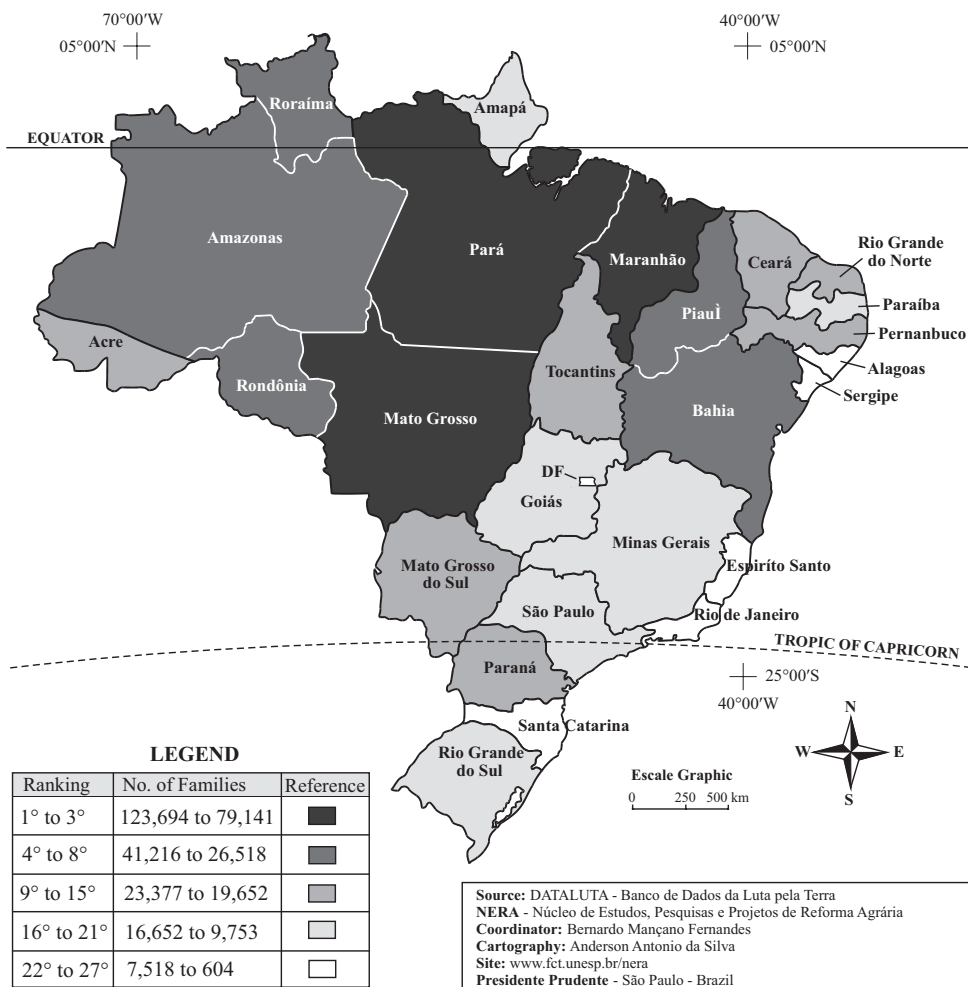 70°00′W
40°00′W
05°00′N
05°00′N
Roraíma
Amapá
EQUATOR
Amazonas
Pará
Maranhão
Ceará
Rio Grande
do Norte
PiauÌ
Paraíba
Pernanbuco
Acre
Rondônia
Tocantins
Alagoas
Sergipe
Mato Grosso
Bahia
DF
Goiás
Minas Gerais
Mato Grosso
do Sul
Espiríto Santo
São Paulo
Rio de Janeiro
TROPIC OF CAPRICORN
Paraná
25°00′S
40°00′W
Santa Catarina
Rio Grande
do Sul
N
W E
S
Escale Graphic
0 250 500 km
LEGEND
Ranking No. of Families Reference
1° to 3° 123,694 to 79,141
4° to 8° 41,216 to 26,518
9° to 15° 23,377 to 19,652
16° to 21° 16,652 to 9,753
22° to 27° 7,518 to 604
Source: DATALUTA - Banco de Dados da Luta pela Terra
NERA - Núcleo de Estudos, Pesquisas e Projetos de Reforma Agrária
Coordinator: Bernardo Mançano Fernandes
Cartography: Anderson Antonio da Silva
Site: www.fct.unesp.br/nera
Presidente Prudente - São Paulo - Brazil